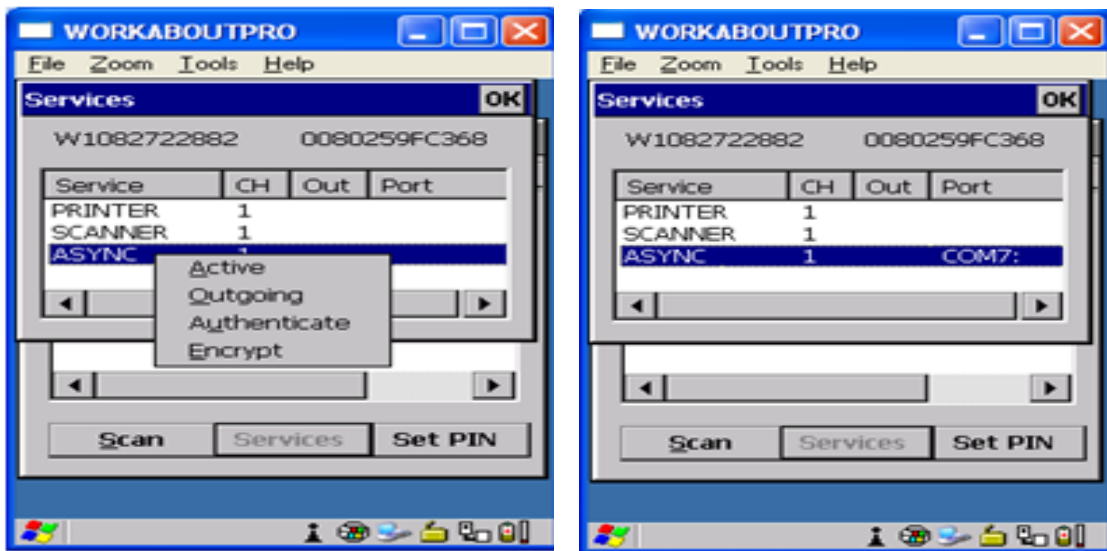 WORKABOUTPRO
File Zoom Tools Help
Services OK
W1082722882 0080259FC368
Service CH Out Port
PRINTER 1
SCANNER 1
ASYNC
Active
Outgoing
Authenticate
Encrypt
Scan Services Set PIN
WORKABOUTPRO
File Zoom Tools Help
Services OK
W1082722882 0080259FC368
Service CH Out Port
PRINTER 1
SCANNER 1
ASYNC 1 COM7:
Scan Services Set PIN